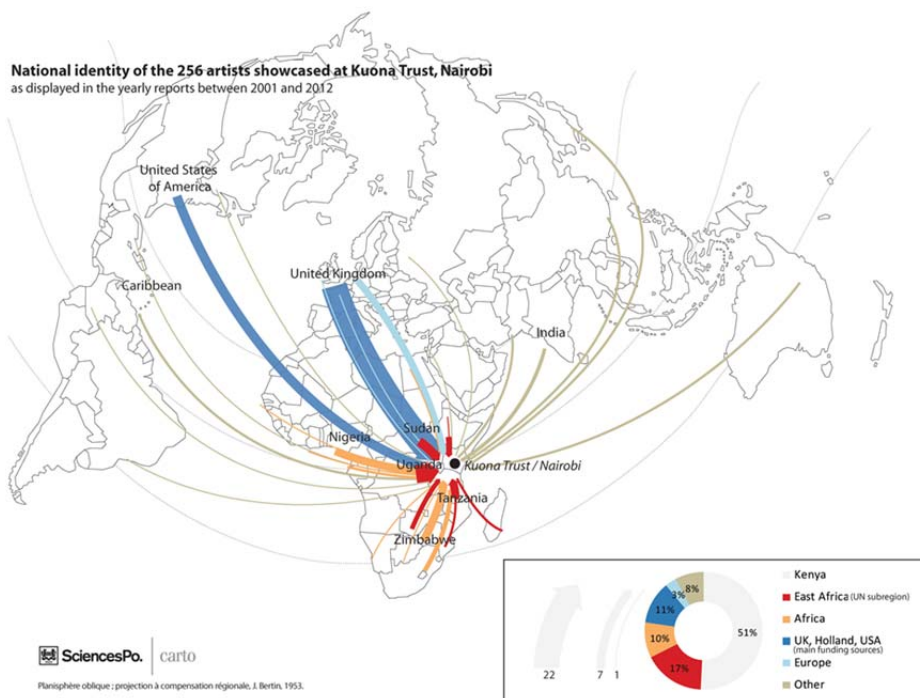 National identity of the 256 artists showcased at Kuona Trust, Nairobi
as displayed in the yearly reports between 2001 and 2012
United States
of America
United Kingdom
Caribbean
India
Nigeria
Sudan
Uganda
Kuona Trust / Nairobi
Tanzania
Zimbabwe
22
7
1
3%
8%
11%
51%
10%
17%
Kenya
East Africa (UN subregion)
Africa
UK, Holland, USA
(main funding sources)
Europe
Other
SciencesPo.
carto
Planisphère oblique ; projection à compensation régionale, J. Bertin, 1953.